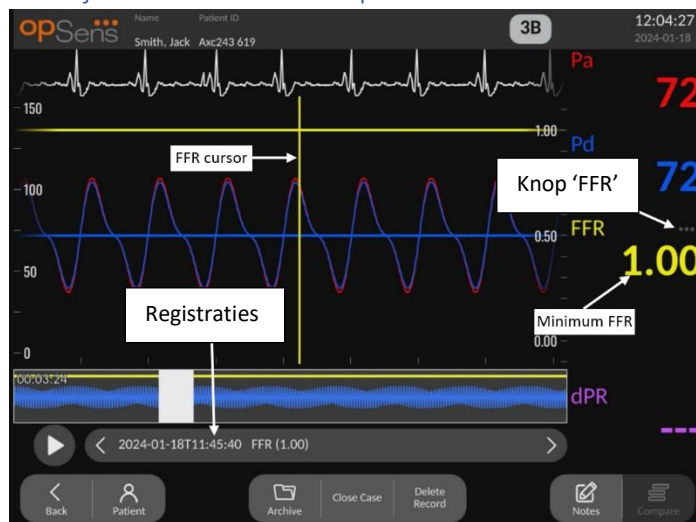 opSens
Name Patient ID
Smith, Jack Axc243 619
3B
12:04:27
2024-01-18
Pa
72
150
1.00
Pd
72
FFR cursor
Knop ‘FFR’
100
0.50
FFR
...
1.00
50
Registraties
Minimum FFR
0.00
0
00:03:24
dPR
---
2024-01-18T11:45:40 FFR (1.00)
Back
Patient
Archive
Close Case
Delete
Record
Notes
Compare